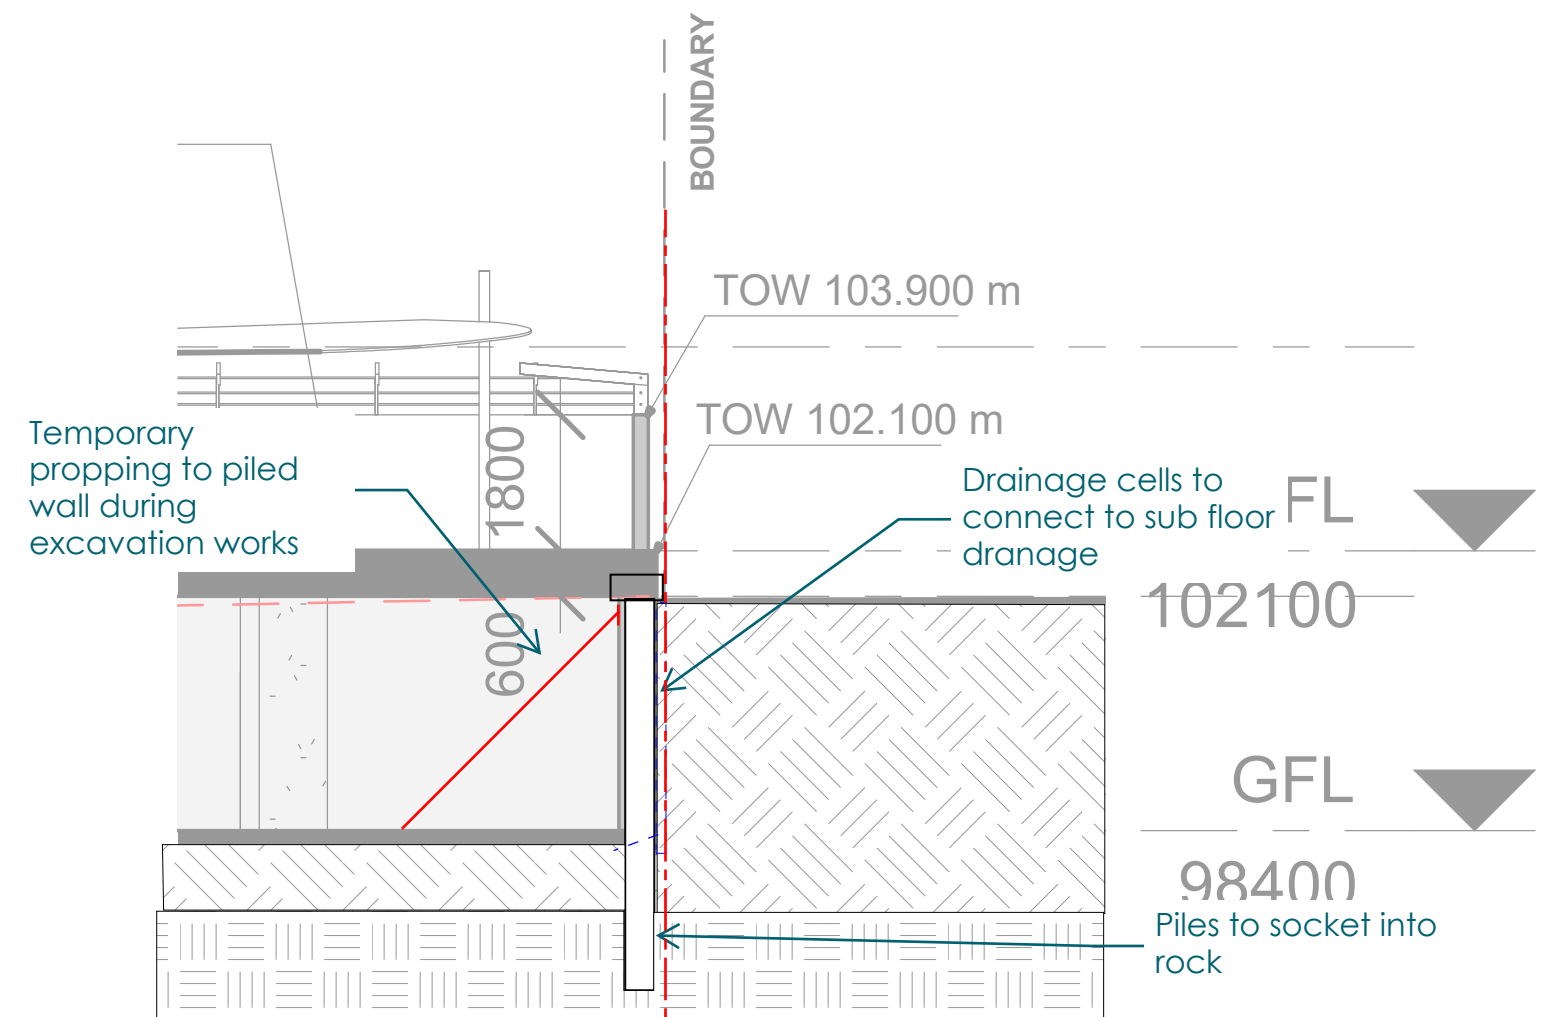 BOUNDARY
TOW 103.900 m
TOW 102.100 m
Temporary
propping to piled
wall during
excavation works
1800
600
Drainage cells to
connect to sub floor
dranage
FL
102100
GFL
98400
Piles to socket into
rock